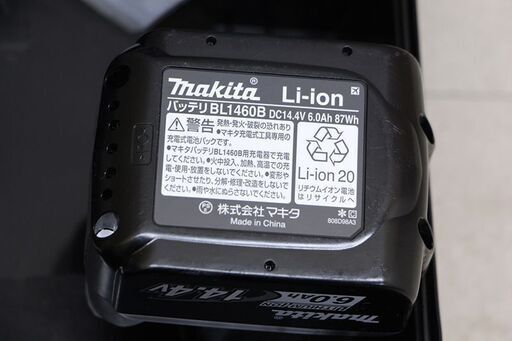 makita® Li-ion
バッテリBL1460B DC14.4V 6.0Ah 87Wh
警告 発熱・発火・破裂の恐れあり
●マキタ充電式工具専用の
充電式電池パックです。
●マキタバッテリBL1460B用充電器で充電
してください。●火中投入、加熱、高温での充
電・使用・放置をしないでください。●変形や
ショートさせたり、分解・修理・改造をしないで
ください。●雨や水にぬらさないでください。
Li-ion 20
リチウムイオン電池
はリサイクルへ
株式会社マキタ
Made in China
808D98A3
makita 14.4V 6.0Ah